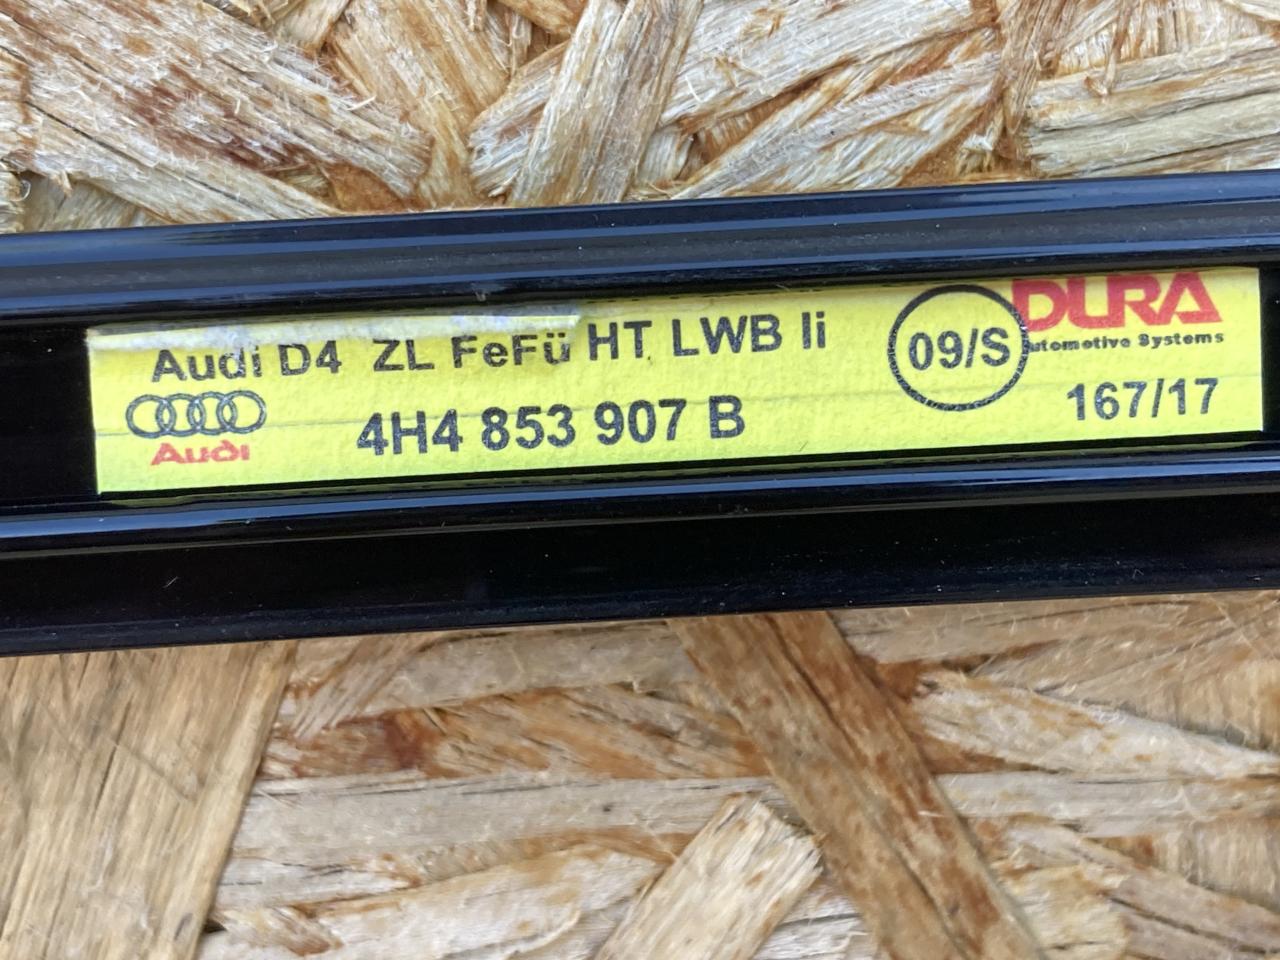 Audi D4 ZL FeFü HT LWB li
4H4 853 907 B
Audi
09/S
DURA
Automotive Systems
167/17